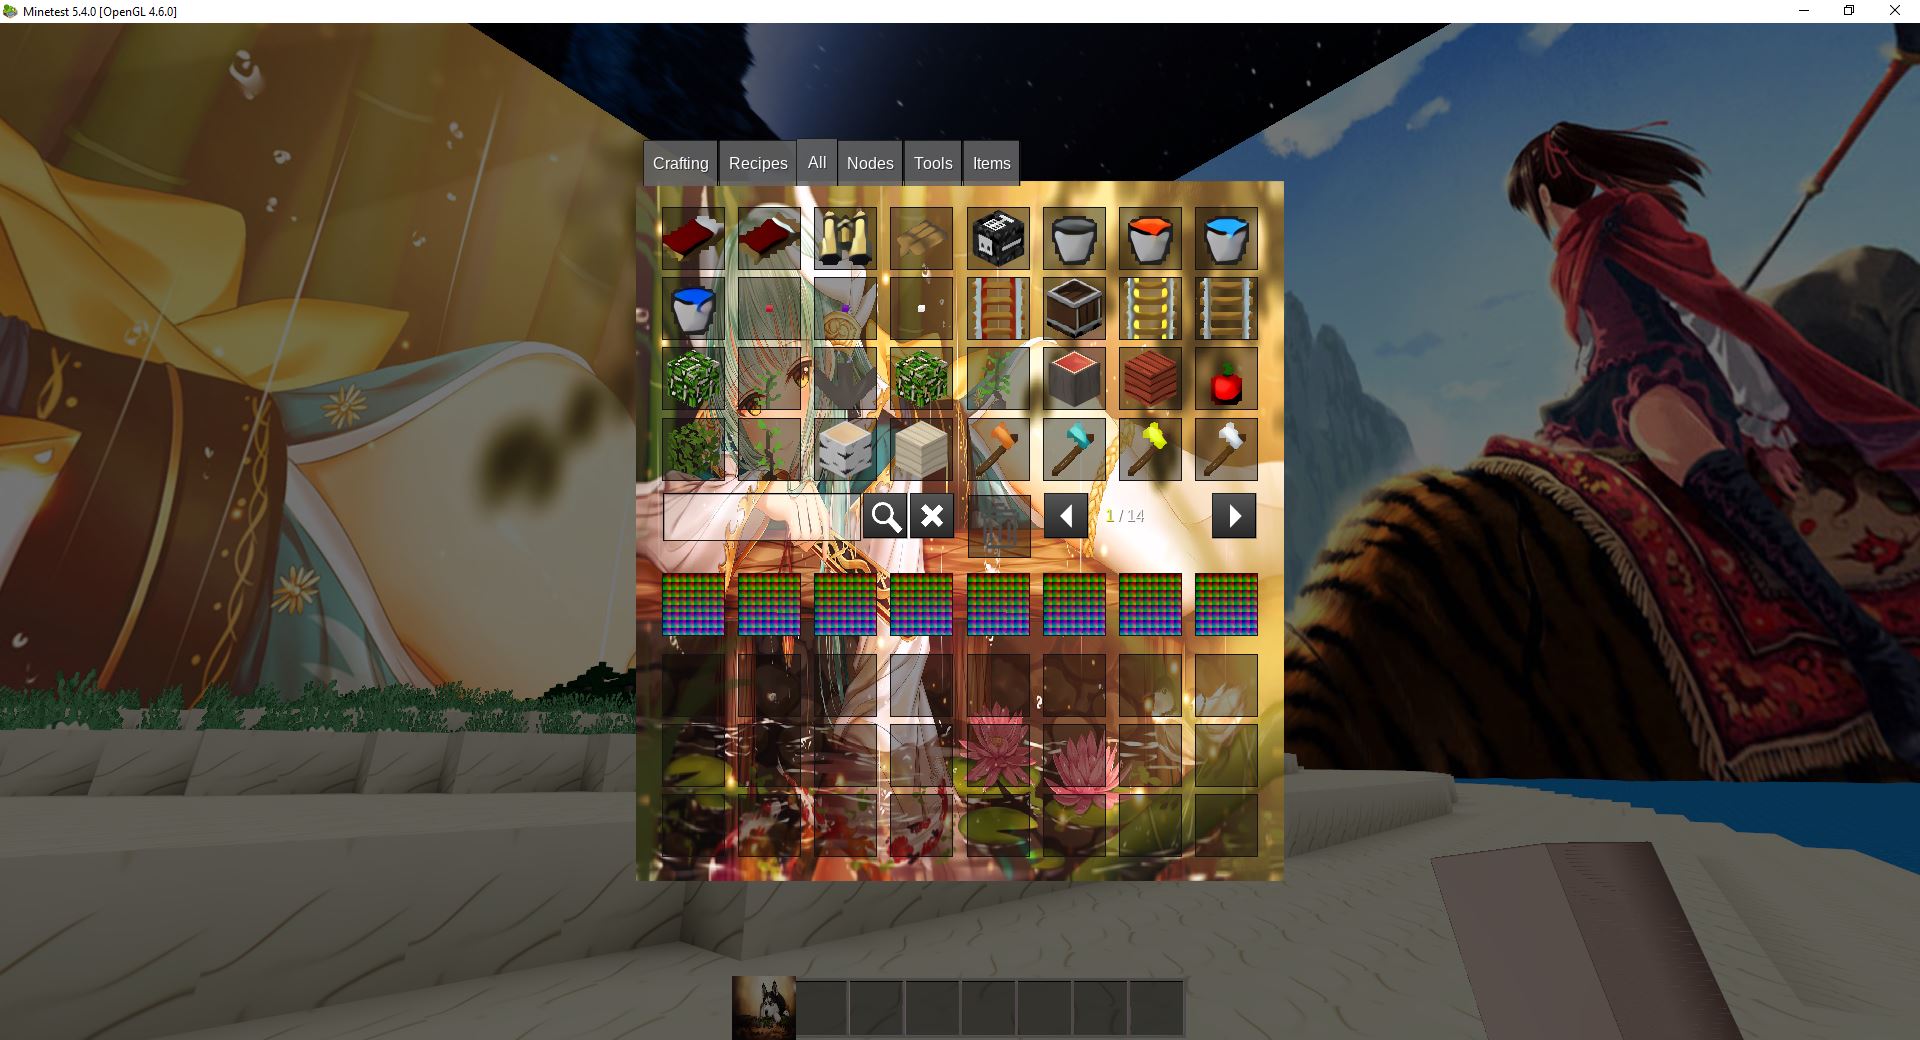 Minetest 5.4.0 [OpenGL 4.6.0]
Crafting Recipes All Nodes Tools Items
1 / 14